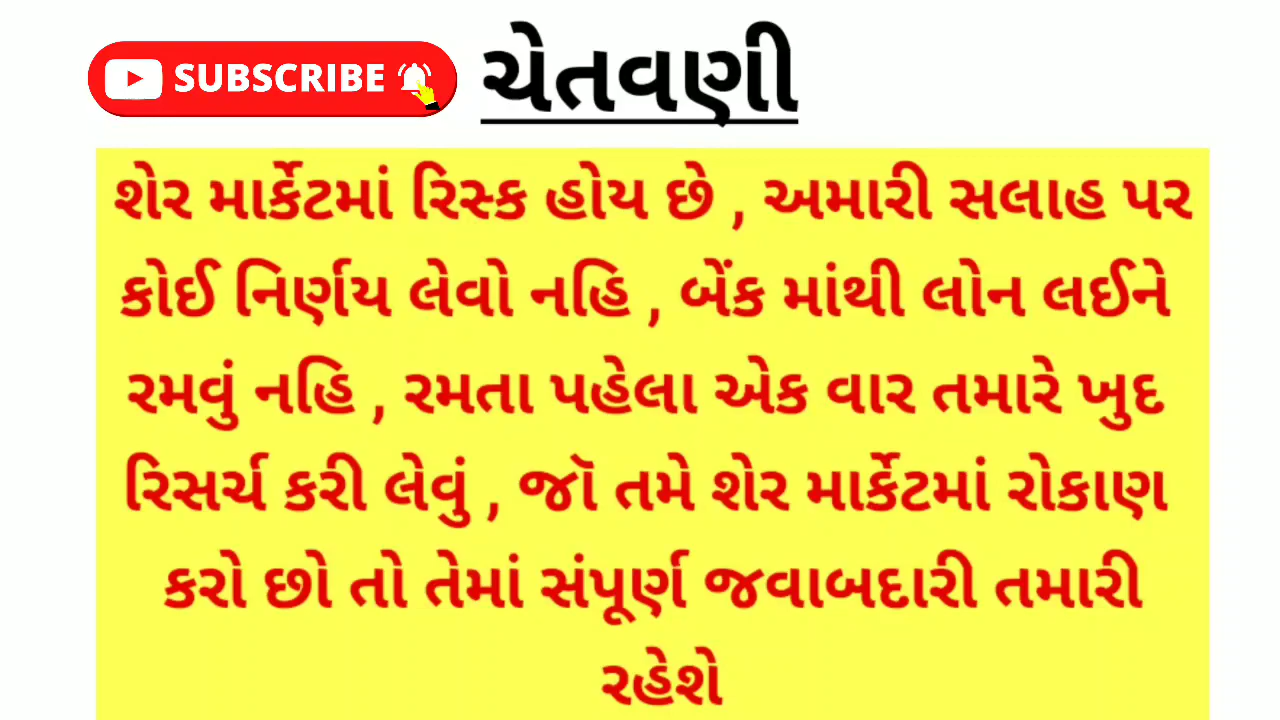 SUBSCRIBE
ચેતવણી
શેર માર્કેટમાં રિસ્ક હોય છે , અમારી સલાહ પર
કોઈ નિર્ણય લેવો નહિ , બેંક માંથી લોન લઈને
રમવું નહિ , રમતા પહેલા એક વાર તમારે ખુદ
રિસર્ચ કરી લેવું , જૉ તમે શેર માર્કેટમાં રોકાણ
કરો છો તો તેમાં સંપૂર્ણ જવાબદારી તમારી
રહેશે